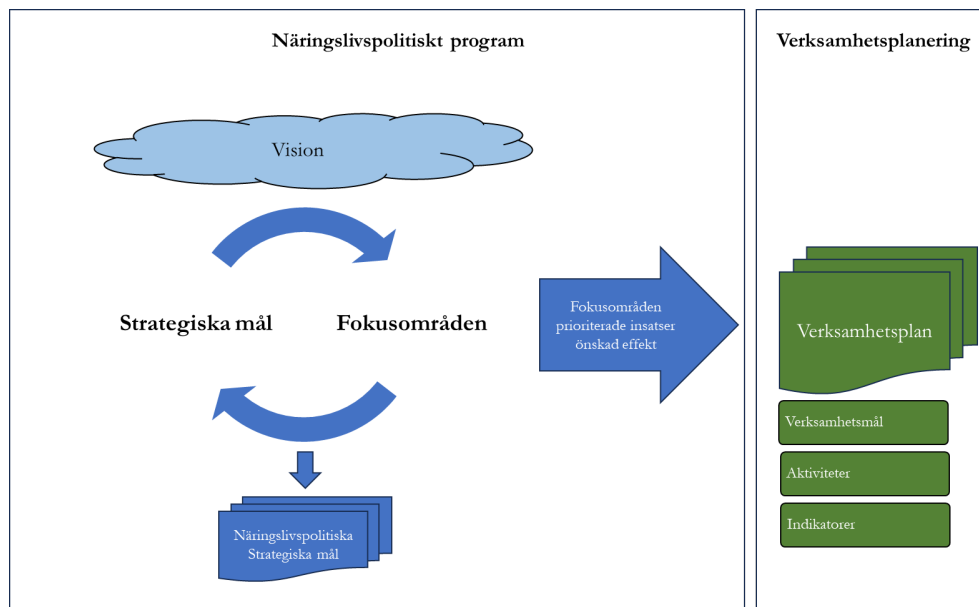 Näringslivspolitiskt program
Vision
Strategiska mål
Fokusområden
Näringslivspolitiska
Strategiska mål
Fokusområden
prioriterade insatser
önskad effekt
Verksamhetsplanering
Verksamhetsplan
Verksamhetsmål
Aktiviteter
Indikatorer